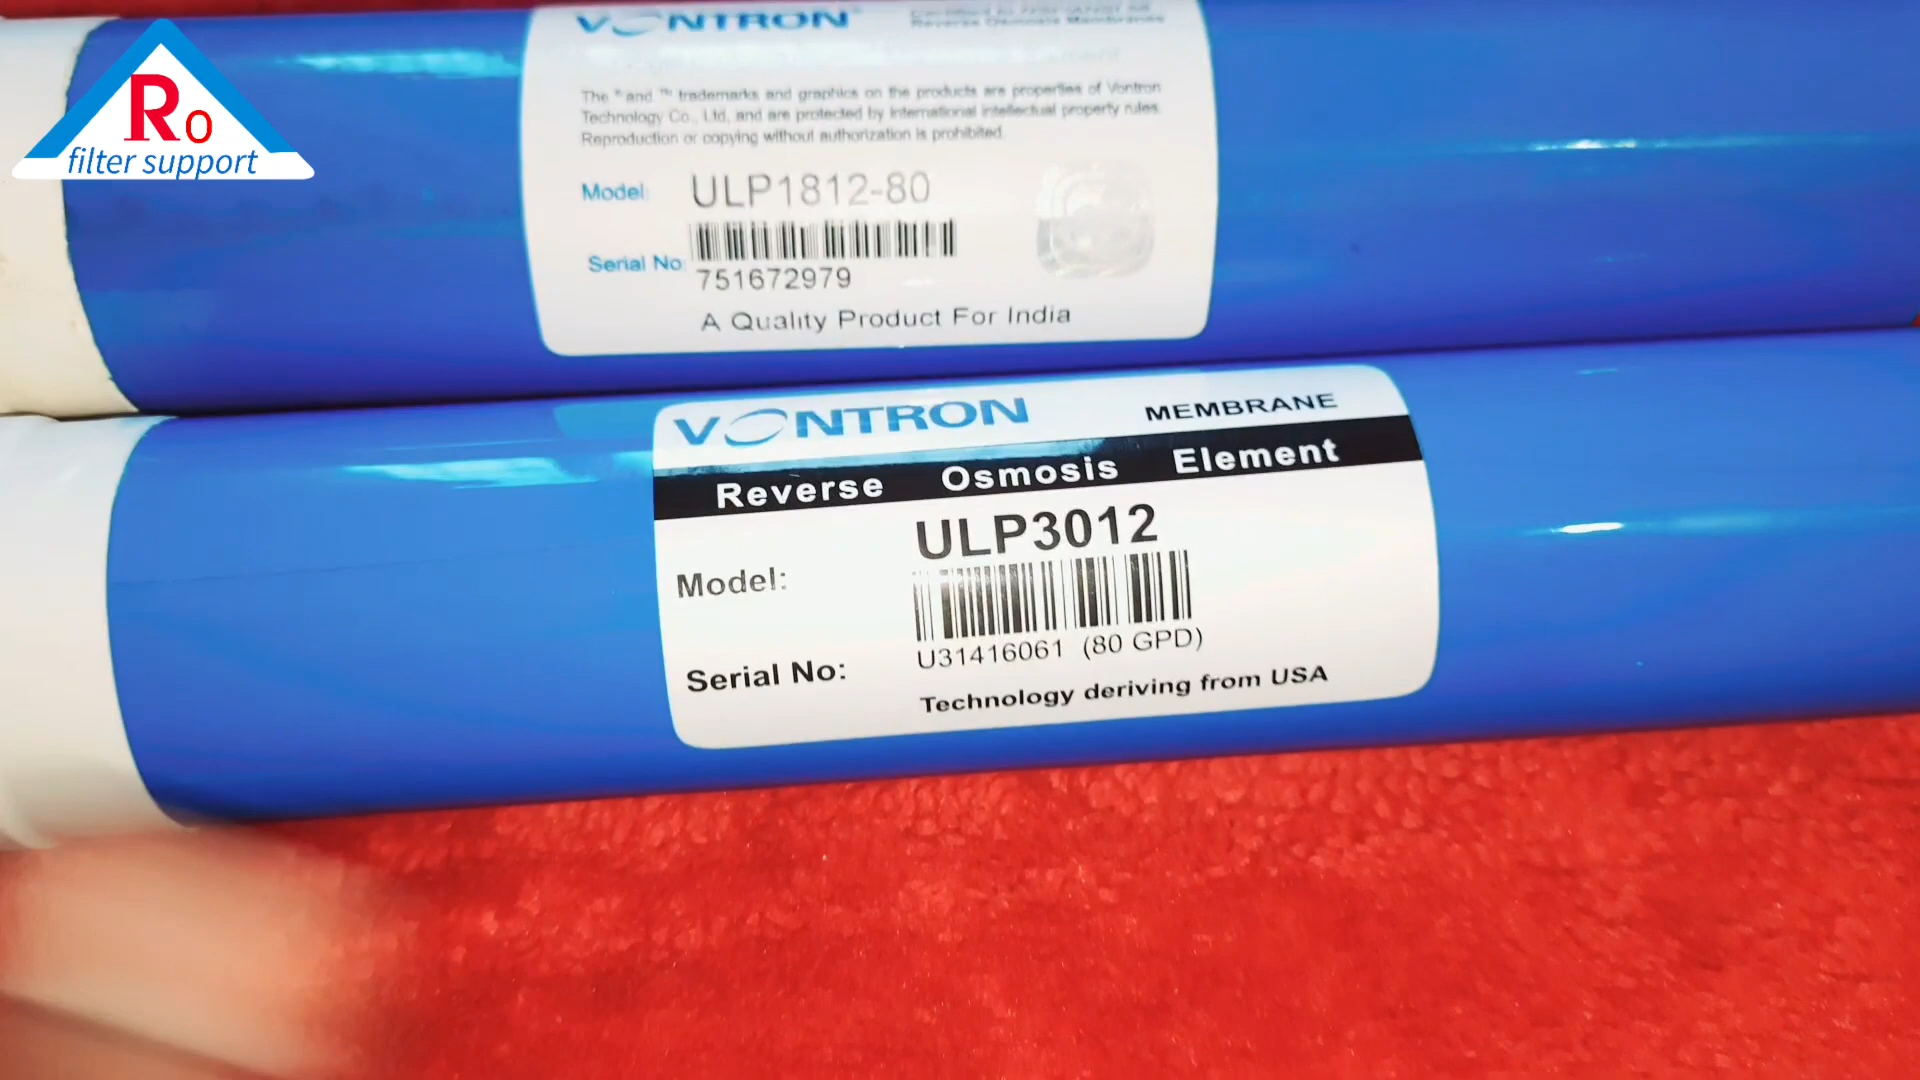 Ro
filter support
VONTRON®
Reverse Osmosis Membranes
The ® and ™ trademarks and graphics on the products are properties of Vontron
Technology Co., Ltd, and are protected by international intellectual property rules.
Reproduction or copying without authorization is prohibited.
Model: ULP1812-80
Serial No:
751672979
A Quality Product For India
VONTRON MEMBRANE
Reverse Osmosis Element
ULP3012
Model:
U31416061 (80 GPD)
Serial No:
Technology deriving from USA